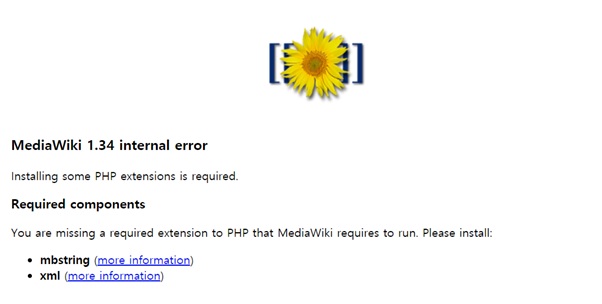 MediaWiki 1.34 internal error
Installing some PHP extensions is required.
Required components
You are missing a required extension to PHP that MediaWiki requires to run. Please install:
• mbstring (more information)
• xml (more information)